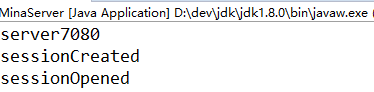 MinaServer [Java Application] D:\dev\jdk\jdk1.8.0\bin\javaw.exe (
server7080
sessionCreated
sessionOpened